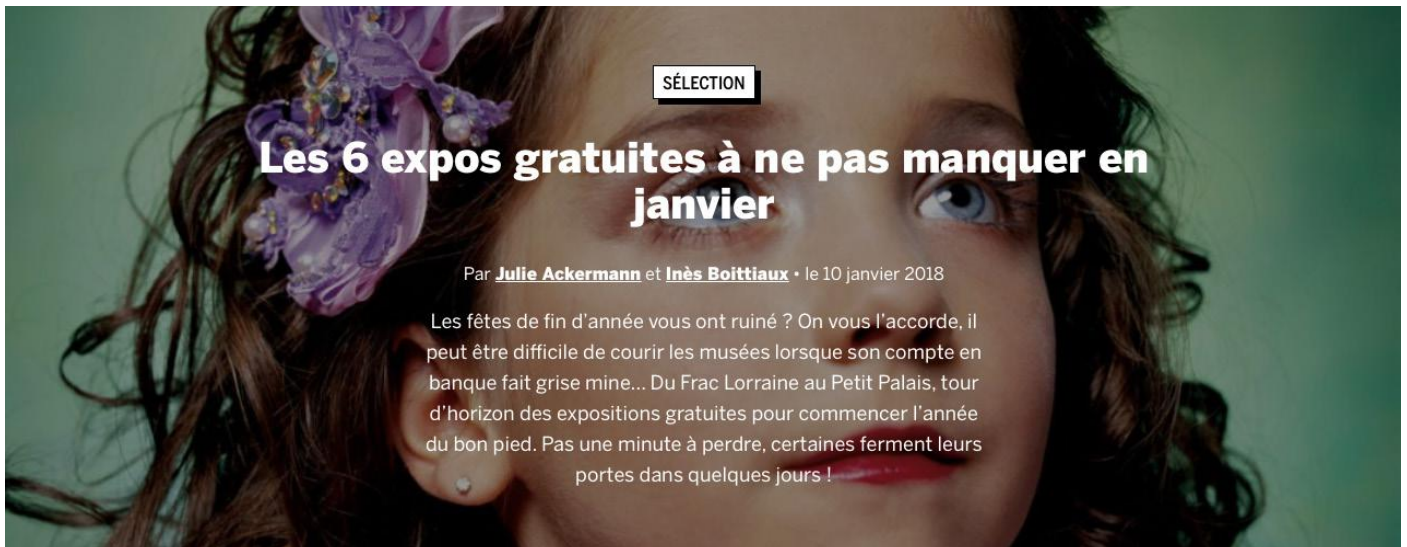 SÉLECTION
Les 6 expos gratuites à ne pas manquer en
janvier
Par Julie Ackermann et Inès Boittiaux • le 10 janvier 2018
Les fêtes de fin d’année vous ont ruiné ? On vous l’accorde, il
peut être difficile de courir les musées lorsque son compte en
banque fait grise mine… Du Frac Lorraine au Petit Palais, tour
d’horizon des expositions gratuites pour commencer l’année
du bon pied. Pas une minute à perdre, certaines ferment leurs
portes dans quelques jours !